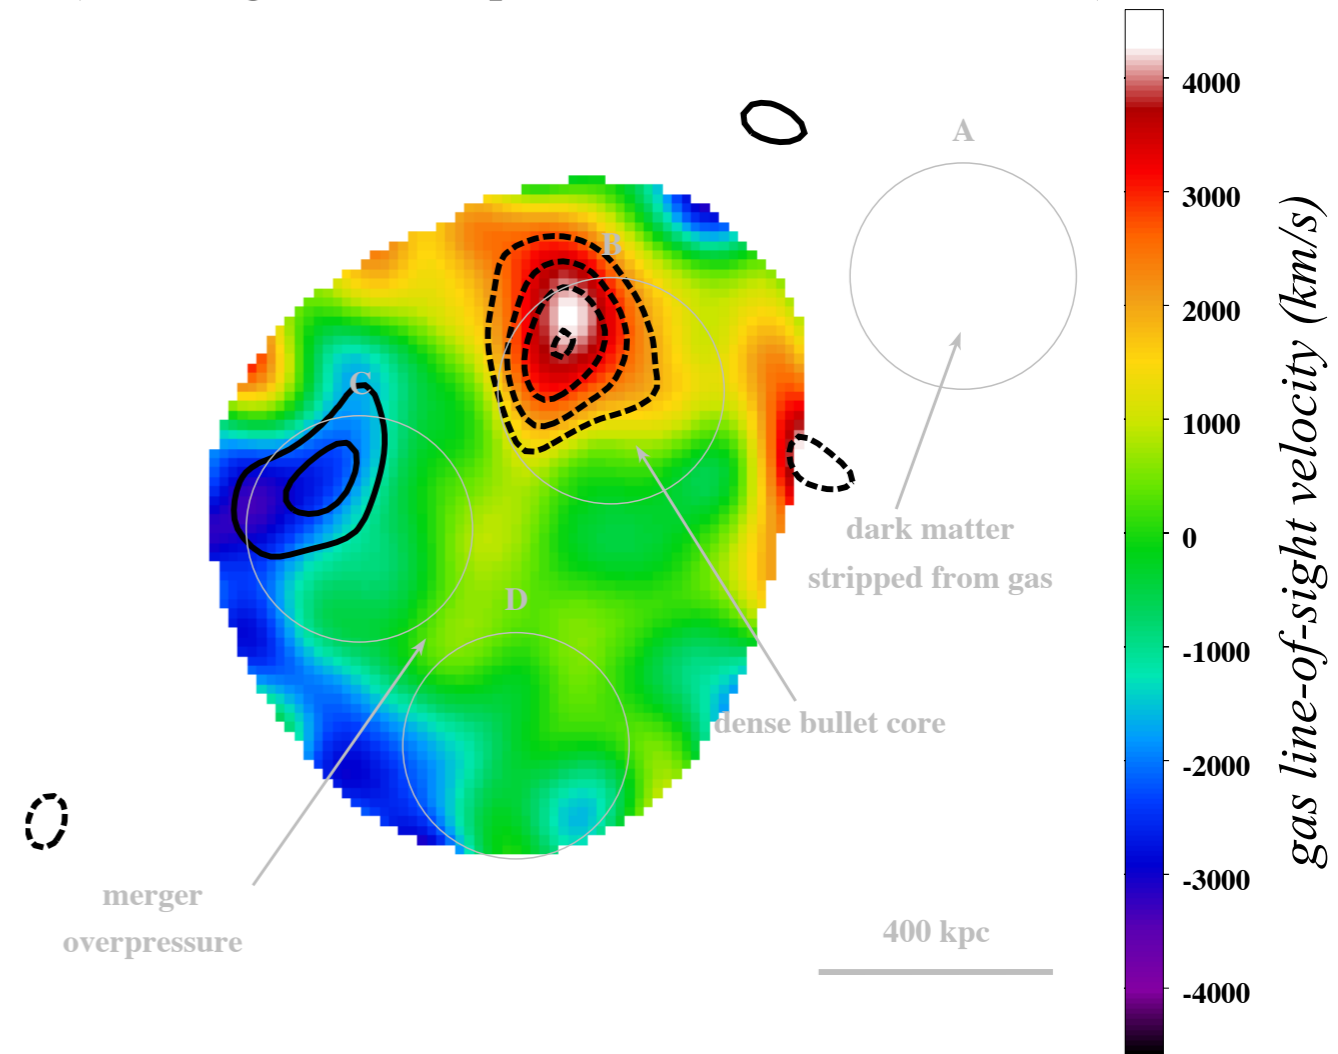 A
B
C
D
dark matter
stripped from gas
dense bullet core
merger
overpressure
400 kpc
4000
3000
2000
1000
0
-1000
-2000
-3000
-4000
gas line-of-sight velocity (km/s)